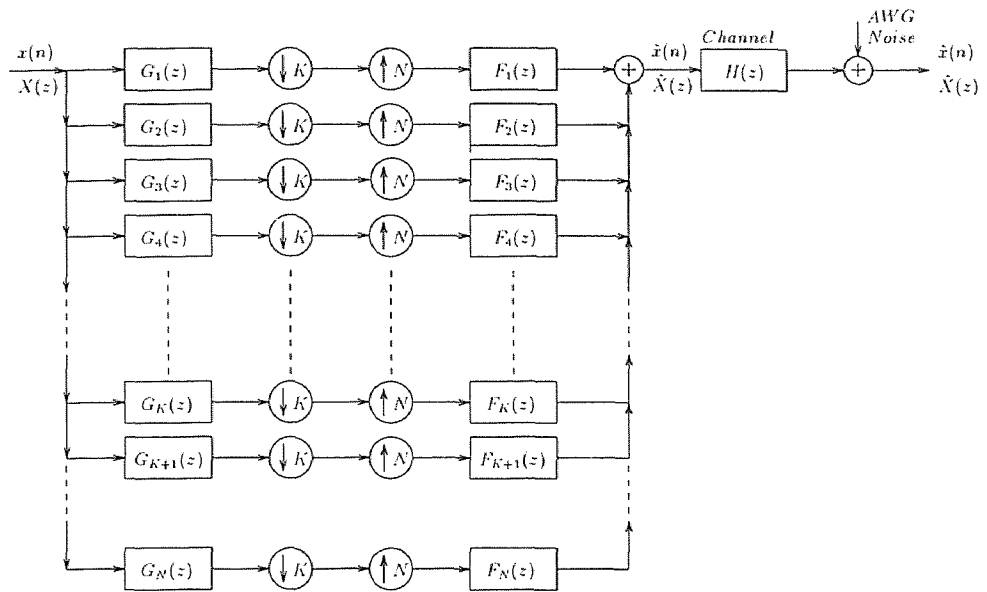 x(n)
X(z)
G₁(z) ↓K ↑N F₁(z) +
x̃(n)
X̃(z)
Channel
H(z)
AWG
Noise
+
x̂(n)
X̂(z)
G₂(z) ↓K ↑N F₂(z)
G₃(z) ↓K ↑N F₃(z)
G₄(z) ↓K ↑N F₄(z)
G_K(z) ↓K ↑N F_K(z)
G_{K+1}(z) ↓K ↑N F_{K+1}(z)
G_N(z) ↓K ↑N F_N(z)